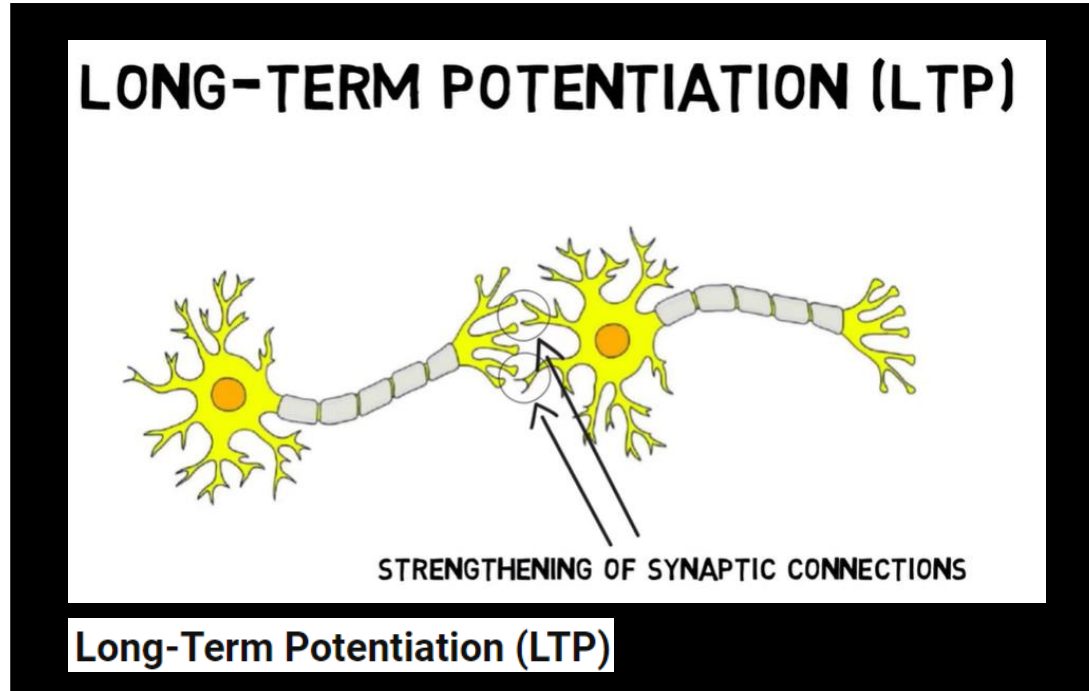 LONG-TERM POTENTIATION (LTP)
STRENGTHENING OF SYNAPTIC CONNECTIONS
Long-Term Potentiation (LTP)